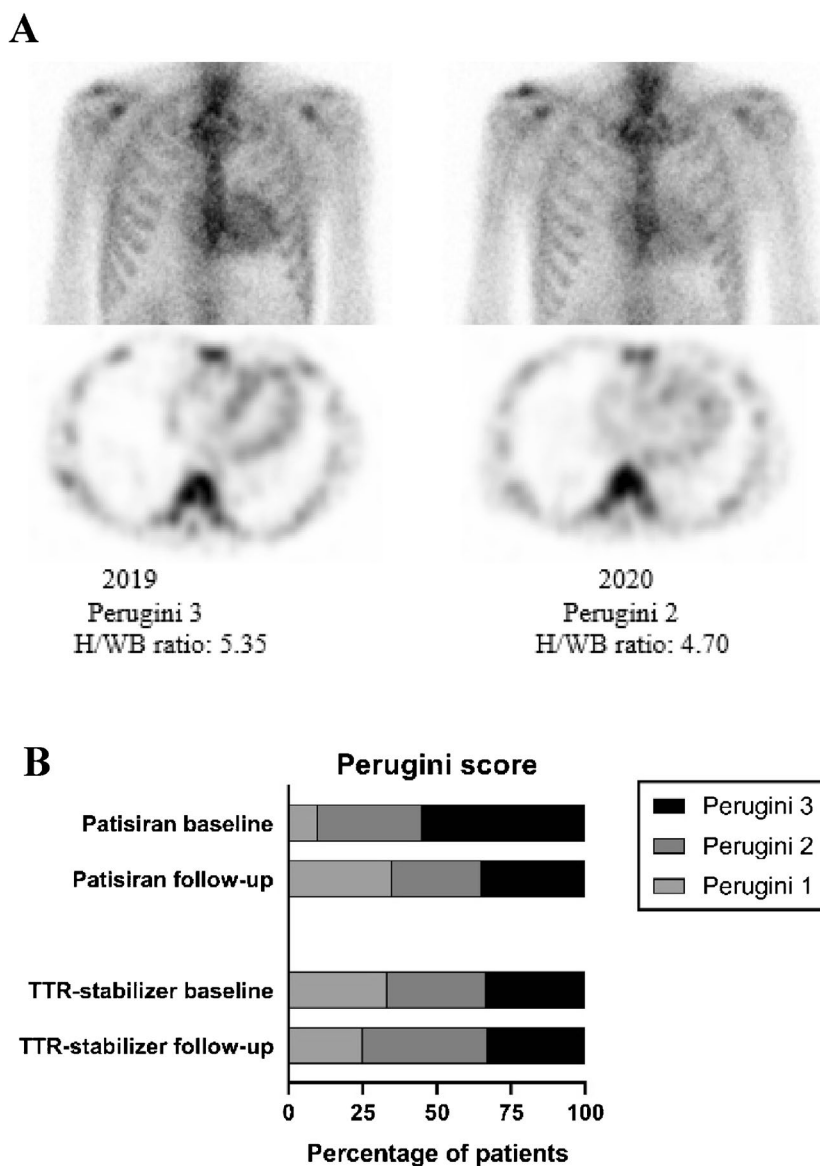 A
2019
Perugini 3
H/WB ratio: 5.35
2020
Perugini 2
H/WB ratio: 4.70
B
Perugini score
Patisiran baseline
Patisiran follow-up
TTR-stabilizer baseline
TTR-stabilizer follow-up
0 25 50 75 100
Percentage of patients
Perugini 3
Perugini 2
Perugini 1